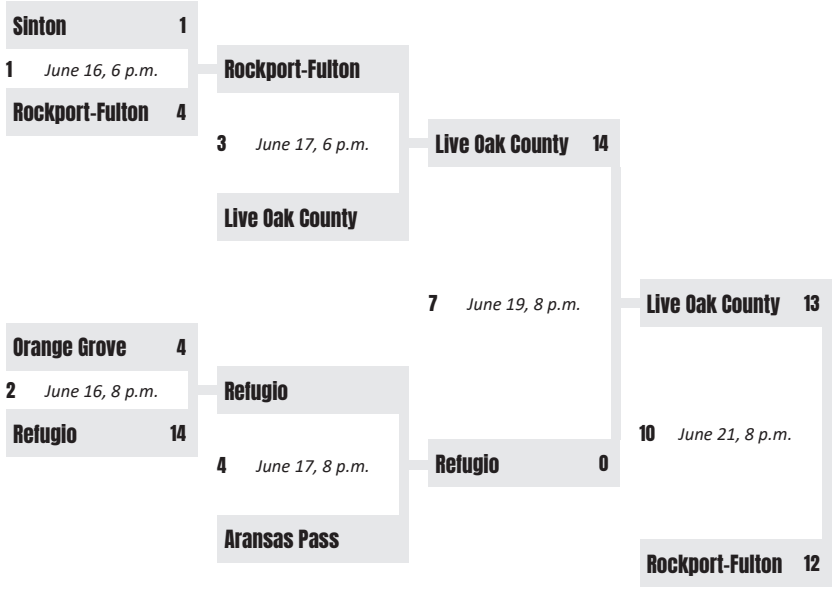 Sinton 1
1 June 16, 6 p.m.
Rockport-Fulton 4
Rockport-Fulton
3 June 17, 6 p.m.
Live Oak County
Orange Grove 4
2 June 16, 8 p.m.
Refugio 14
Refugio
4 June 17, 8 p.m.
Aransas Pass
Live Oak County 14
7 June 19, 8 p.m.
Refugio 0
Live Oak County 13
10 June 21, 8 p.m.
Rockport-Fulton 12